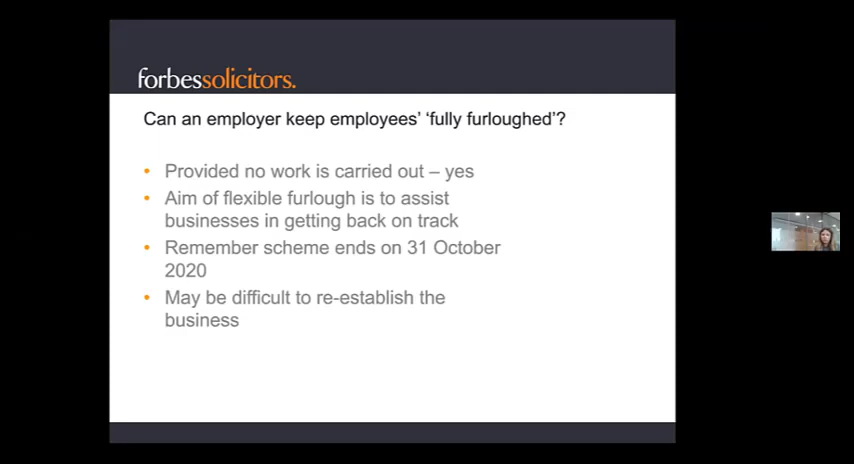 forbessolicitors.
Can an employer keep employees' 'fully furloughed'?
• Provided no work is carried out – yes
• Aim of flexible furlough is to assist
businesses in getting back on track
• Remember scheme ends on 31 October
2020
• May be difficult to re-establish the
business